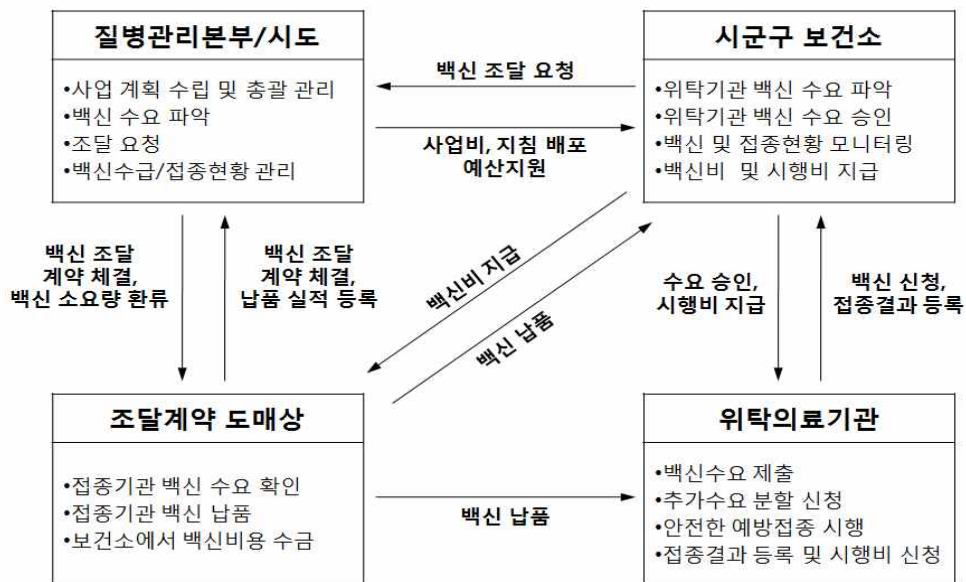 질병관리본부/시도
•사업 계획 수립 및 총괄 관리
•백신 수요 파악
•조달 요청
•백신수급/접종현황 관리
백신 조달 요청
사업비, 지침 배포
예산지원
시군구 보건소
•위탁기관 백신 수요 파악
•위탁기관 백신 수요 승인
•백신 및 접종현황 모니터링
•백신비 및 시행비 지급
백신 조달
계약 체결,
백신 소요량 환류
백신 조달
계약 체결,
납품 실적 등록
백신비 지급
백신 납품
수요 승인,
시행비 지급
백신 신청,
접종결과 등록
조달계약 도매상
•접종기관 백신 수요 확인
•접종기관 백신 납품
•보건소에서 백신비용 수금
백신 납품
위탁의료기관
•백신수요 제출
•추가수요 분할 신청
•안전한 예방접종 시행
•접종결과 등록 및 시행비 신청